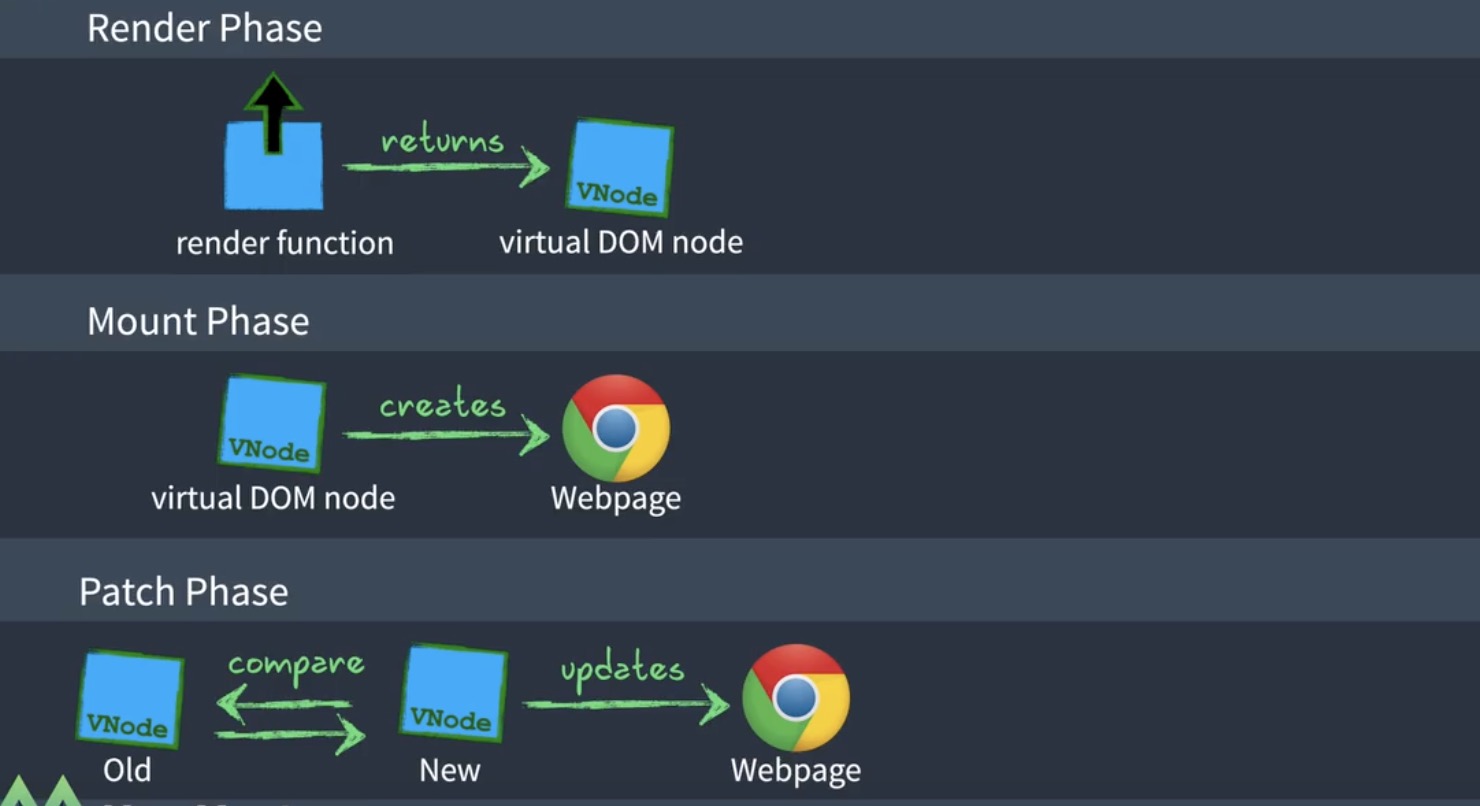 Render Phase
returns
VNode
render function
virtual DOM node
Mount Phase
creates
VNode
virtual DOM node
Webpage
Patch Phase
compare
updates
VNode
VNode
Old
New
Webpage